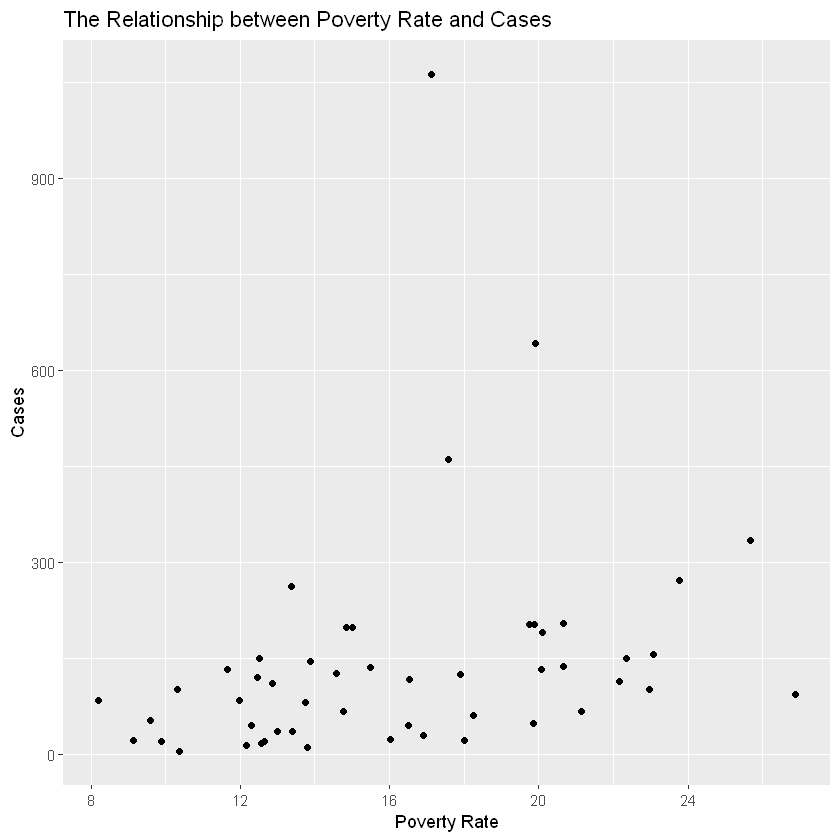 The Relationship between Poverty Rate and Cases
900
600
300
0
Cases
8 12 16 20 24
Poverty Rate